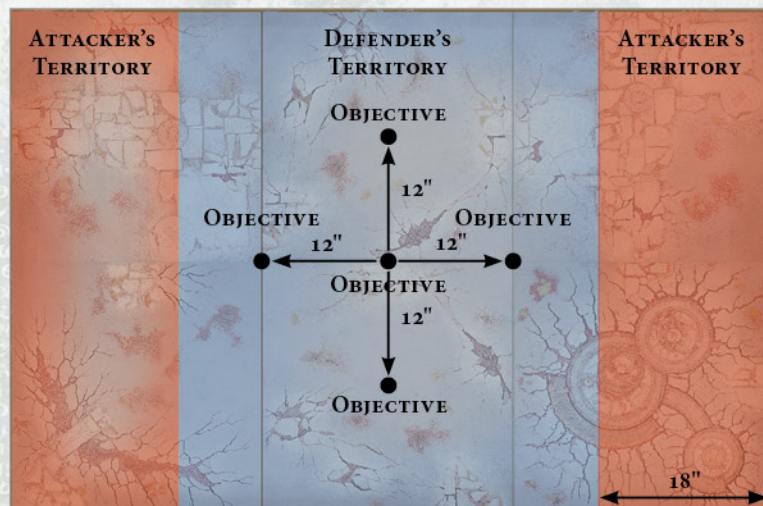 Attacker's
Territory
Defender's
Territory
Attacker's
Territory
Objective
12"
Objective
Objective
12"
12"
Objective
12"
Objective
18"